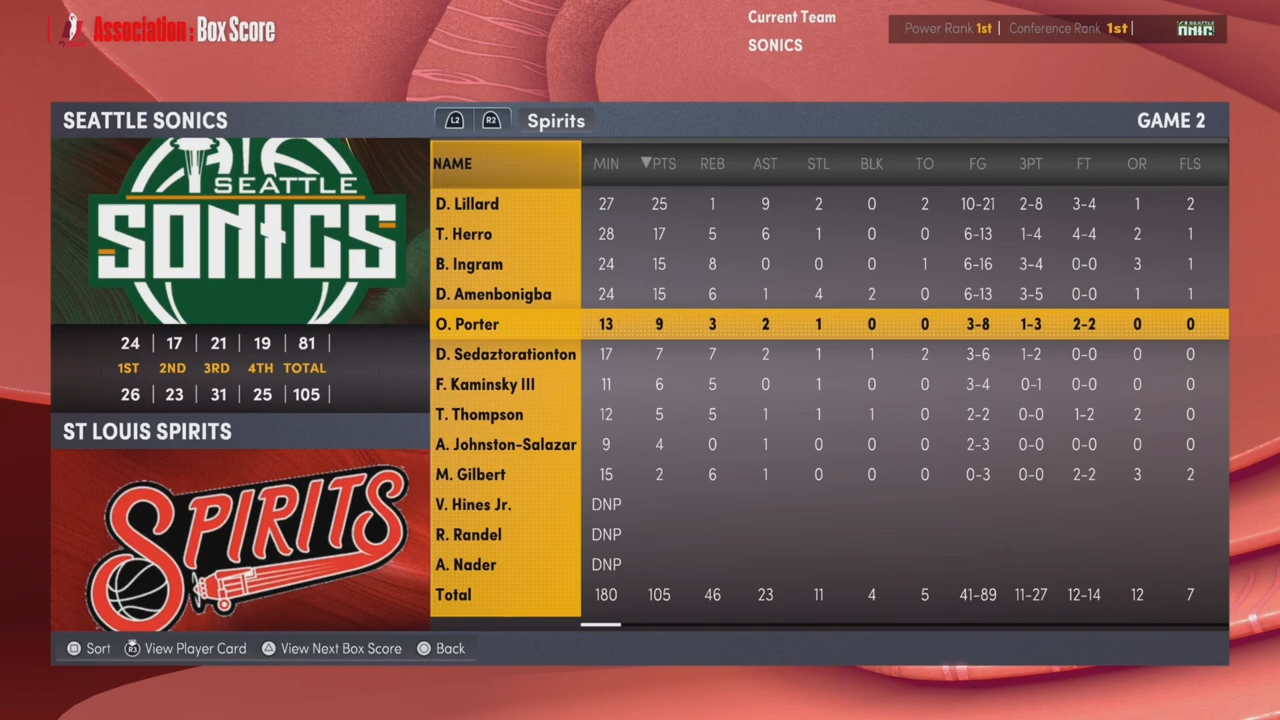 Association: Box Score
Current Team
SONICS
Power Rank 1st | Conference Rank 1st |
SEATTLE
SEATTLE SONICS
L2 R2 Spirits
GAME 2
SEATTLE
SONICS
24 | 17 | 21 | 19 | 81 |
1ST 2ND 3RD 4TH TOTAL
26 | 23 | 31 | 25 | 105 |
ST LOUIS SPIRITS
SPIRITS
NAME MIN ▼PTS REB AST STL BLK TO FG 3PT FT OR FLS
D. Lillard 27 25 1 9 2 0 2 10-21 2-8 3-4 1 2
T. Herro 28 17 5 6 1 0 0 6-13 1-4 4-4 2 1
B. Ingram 24 15 8 0 0 0 1 6-16 3-4 0-0 3 1
D. Amenbonigba 24 15 6 1 4 2 0 6-13 3-5 0-0 1 1
O. Porter 13 9 3 2 1 0 0 3-8 1-3 2-2 0 0
D. Sedaztorationton 17 7 7 2 1 1 2 3-6 1-2 0-0 0 0
F. Kaminsky III 11 6 5 0 1 0 0 3-4 0-1 0-0 0 0
T. Thompson 12 5 5 1 1 1 0 2-2 0-0 1-2 2 0
A. Johnston-Salazar 9 4 0 1 0 0 0 2-3 0-0 0-0 0 0
M. Gilbert 15 2 6 1 0 0 0 0-3 0-0 2-2 3 2
V. Hines Jr. DNP
R. Randel DNP
A. Nader DNP
Total 180 105 46 23 11 4 5 41-89 11-27 12-14 12 7
Sort R3 View Player Card View Next Box Score Back